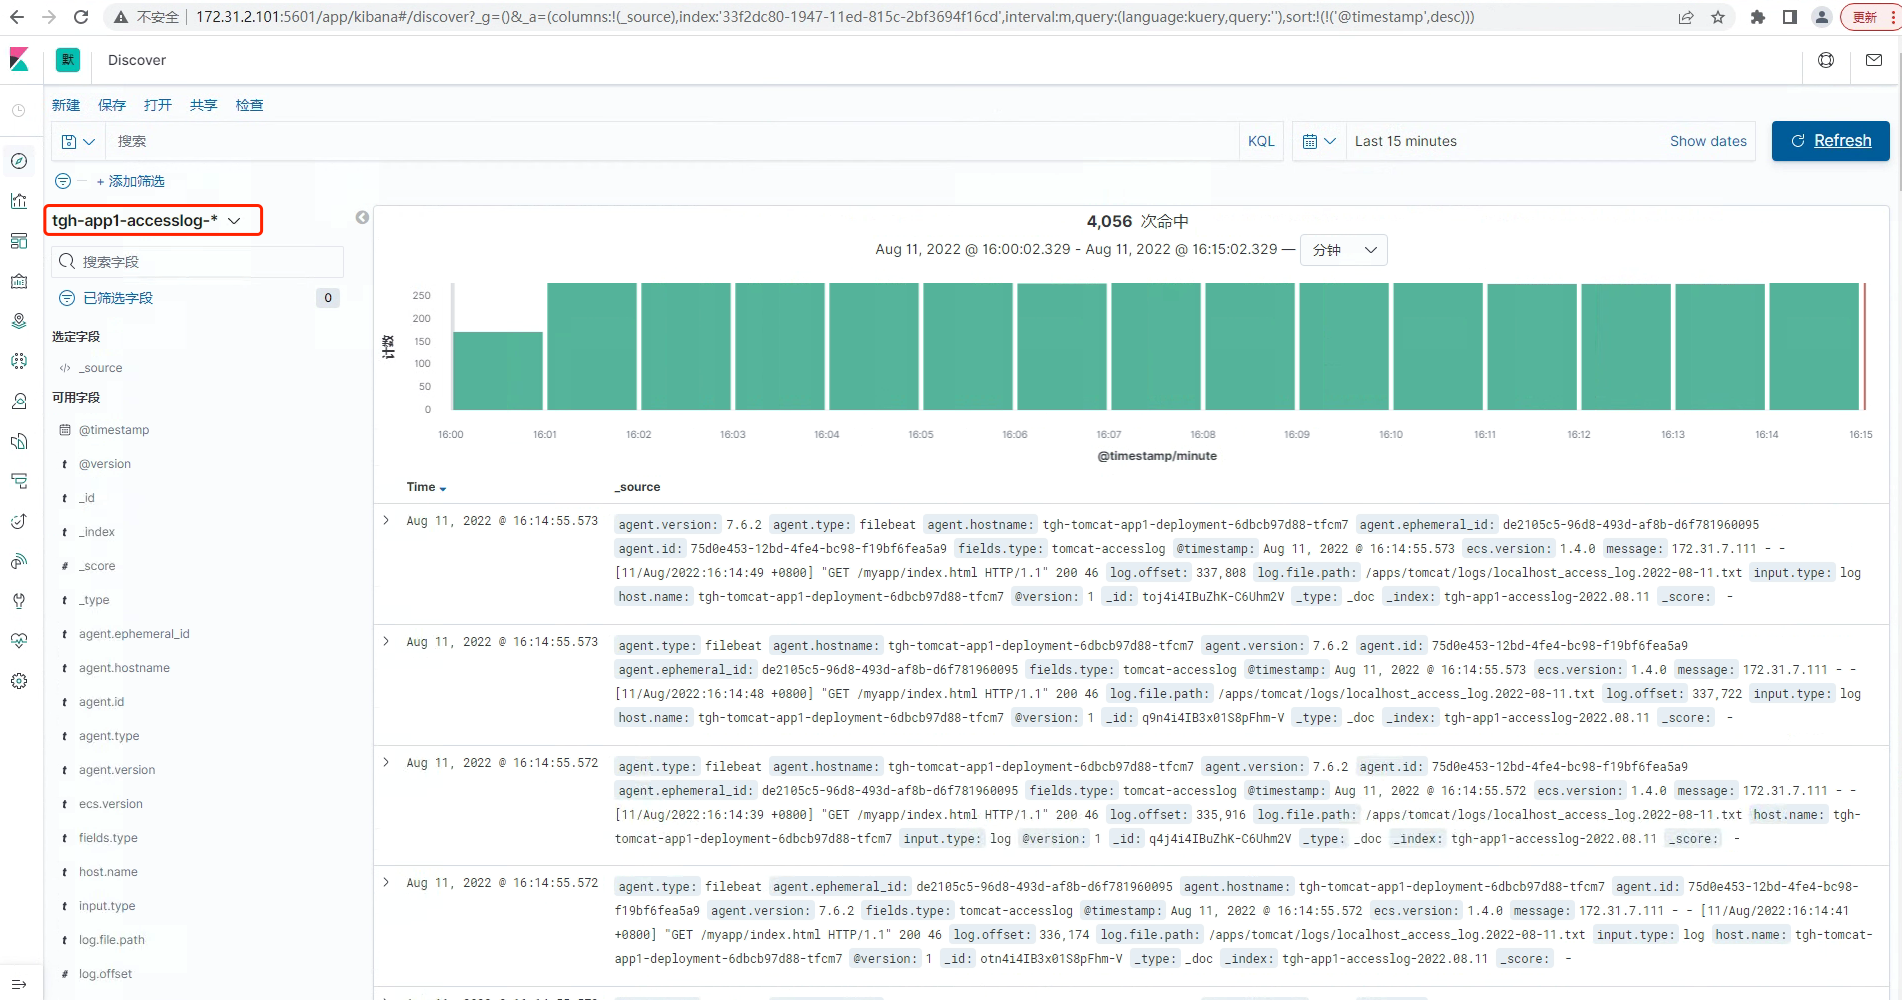 不安全 172.31.2.101:5601/app/kibana#/discover?_g=()&_a=(columns:!(_source),index:'33f2dc80-1947-11ed-815c-2bf3694f16cd',interval:m,query:(language:kuery,query:''),sort:!(!('@timestamp',desc))) 更新
默 Discover
新建 保存 打开 共享 检查
搜索 KQL Last 15 minutes Show dates Refresh
+ 添加筛选
tgh-app1-accesslog-*
搜索字段
已筛选字段 0
选定字段
</> _source
可用字段
@timestamp
t @version
t _id
t _index
# _score
t _type
t agent.ephemeral_id
t agent.hostname
t agent.id
t agent.type
t agent.version
t ecs.version
t fields.type
t host.name
t input.type
t log.file.path
# log.offset
4,056 次命中
Aug 11, 2022 @ 16:00:02.329 - Aug 11, 2022 @ 16:15:02.329 — 分钟
计数
250
200
150
100
50
0
16:00 16:01 16:02 16:03 16:04 16:05 16:06 16:07 16:08 16:09 16:10 16:11 16:12 16:13 16:14 16:15
@timestamp/minute
Time _source
Aug 11, 2022 @ 16:14:55.573 agent.version: 7.6.2 agent.type: filebeat agent.hostname: tgh-tomcat-app1-deployment-6dbcb97d88-tfcm7 agent.ephemeral_id: de2105c5-96d8-493d-af8b-d6f781960095
agent.id: 75d0e453-12bd-4fe4-bc98-f19bf6fea5a9 fields.type: tomcat-accesslog @timestamp: Aug 11, 2022 @ 16:14:55.573 ecs.version: 1.4.0 message: 172.31.7.111 - -
[11/Aug/2022:16:14:49 +0800] "GET /myapp/index.html HTTP/1.1" 200 46 log.offset: 337,808 log.file.path: /apps/tomcat/logs/localhost_access_log.2022-08-11.txt input.type: log
host.name: tgh-tomcat-app1-deployment-6dbcb97d88-tfcm7 @version: 1 _id: toj4i4IBuZhK-C6Uhm2V _type: _doc _index: tgh-app1-accesslog-2022.08.11 _score: -
Aug 11, 2022 @ 16:14:55.573 agent.type: filebeat agent.hostname: tgh-tomcat-app1-deployment-6dbcb97d88-tfcm7 agent.version: 7.6.2 agent.id: 75d0e453-12bd-4fe4-bc98-f19bf6fea5a9
agent.ephemeral_id: de2105c5-96d8-493d-af8b-d6f781960095 fields.type: tomcat-accesslog @timestamp: Aug 11, 2022 @ 16:14:55.573 ecs.version: 1.4.0 message: 172.31.7.111 - -
[11/Aug/2022:16:14:48 +0800] "GET /myapp/index.html HTTP/1.1" 200 46 log.file.path: /apps/tomcat/logs/localhost_access_log.2022-08-11.txt log.offset: 337,722 input.type: log
host.name: tgh-tomcat-app1-deployment-6dbcb97d88-tfcm7 @version: 1 _id: q9n4i4IB3x01S8pFhm-V _type: _doc _index: tgh-app1-accesslog-2022.08.11 _score: -
Aug 11, 2022 @ 16:14:55.572 agent.type: filebeat agent.hostname: tgh-tomcat-app1-deployment-6dbcb97d88-tfcm7 agent.version: 7.6.2 agent.id: 75d0e453-12bd-4fe4-bc98-f19bf6fea5a9
agent.ephemeral_id: de2105c5-96d8-493d-af8b-d6f781960095 fields.type: tomcat-accesslog @timestamp: Aug 11, 2022 @ 16:14:55.572 ecs.version: 1.4.0 message: 172.31.7.111 - -
[11/Aug/2022:16:14:39 +0800] "GET /myapp/index.html HTTP/1.1" 200 46 log.offset: 335,916 log.file.path: /apps/tomcat/logs/localhost_access_log.2022-08-11.txt host.name: tgh-
tomcat-app1-deployment-6dbcb97d88-tfcm7 input.type: log @version: 1 _id: q4j4i4IBuZhK-C6Uhm2V _type: _doc _index: tgh-app1-accesslog-2022.08.11 _score: -
Aug 11, 2022 @ 16:14:55.572 agent.type: filebeat agent.ephemeral_id: de2105c5-96d8-493d-af8b-d6f781960095 agent.hostname: tgh-tomcat-app1-deployment-6dbcb97d88-tfcm7 agent.id: 75d0e453-12bd-4fe4-bc98-
f19bf6fea5a9 agent.version: 7.6.2 fields.type: tomcat-accesslog @timestamp: Aug 11, 2022 @ 16:14:55.572 ecs.version: 1.4.0 message: 172.31.7.111 - - [11/Aug/2022:16:14:41
+0800] "GET /myapp/index.html HTTP/1.1" 200 46 log.offset: 336,174 log.file.path: /apps/tomcat/logs/localhost_access_log.2022-08-11.txt input.type: log host.name: tgh-tomcat-
app1-deployment-6dbcb97d88-tfcm7 @version: 1 _id: otn4i4IB3x01S8pFhm-V _type: _doc _index: tgh-app1-accesslog-2022.08.11 _score: -